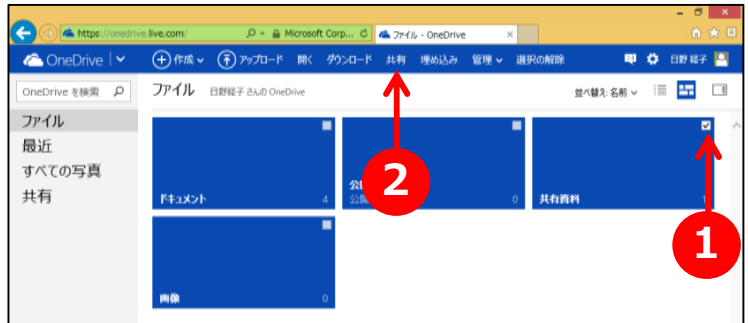 https://onedrive.live.com/
Microsoft Corp...
ファイル - OneDrive
OneDrive
作成
アップロード
開く
ダウンロード
共有
埋め込み
管理
選択の解除
日野 総子
OneDrive を検索
ファイル
日野総子 さんの OneDrive
並べ替え: 名前
ファイル
最近
すべての写真
共有
ドキュメント
4
0
共有資料
画像
0
2
1